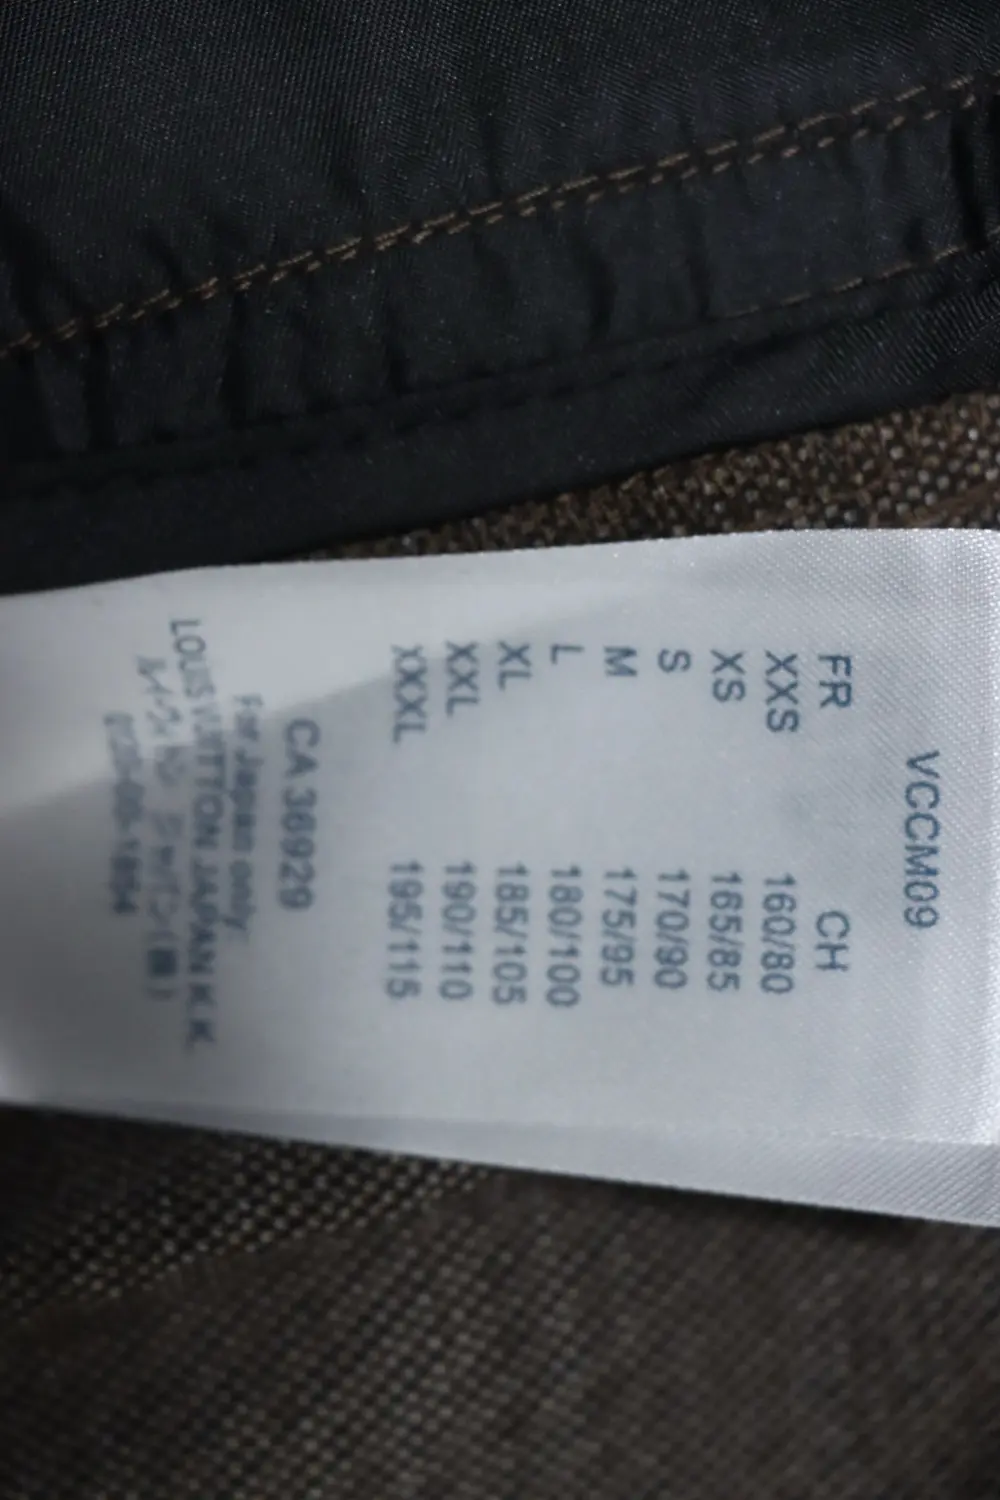 VCCM09
FR CH
XXS 160/80
XS 165/85
S 170/90
M 175/95
L 180/100
XL 185/105
XXL 190/110
XXXL 195/115
CA 36929
For Japan only
LOUIS VUITTON JAPAN K.K.